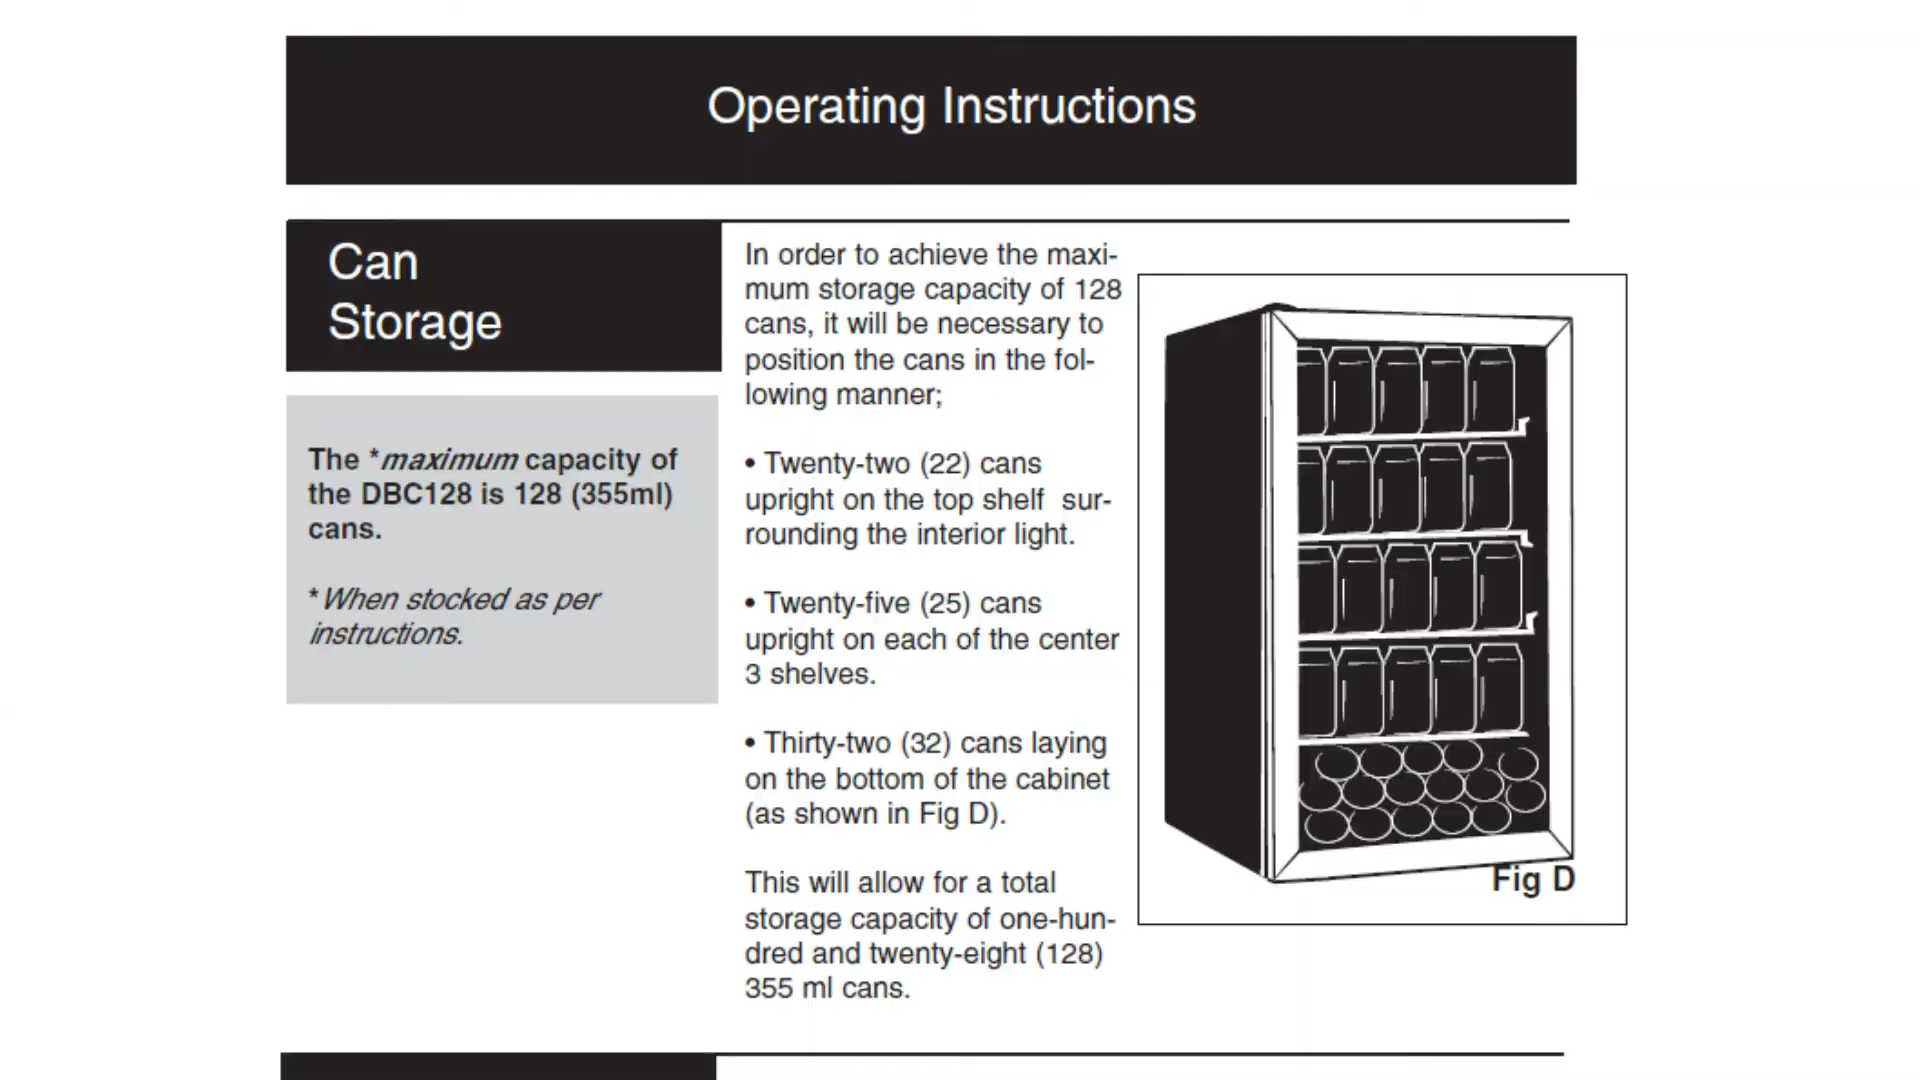 Operating Instructions
Can
Storage
The *maximum capacity of
the DBC128 is 128 (355ml)
cans.
*When stocked as per
instructions.
In order to achieve the maxi-
mum storage capacity of 128
cans, it will be necessary to
position the cans in the fol-
lowing manner;
• Twenty-two (22) cans
upright on the top shelf  sur-
rounding the interior light.
• Twenty-five (25) cans
upright on each of the center
3 shelves.
• Thirty-two (32) cans laying
on the bottom of the cabinet
(as shown in Fig D).
This will allow for a total
storage capacity of one-hun-
dred and twenty-eight (128)
355 ml cans.
Fig D